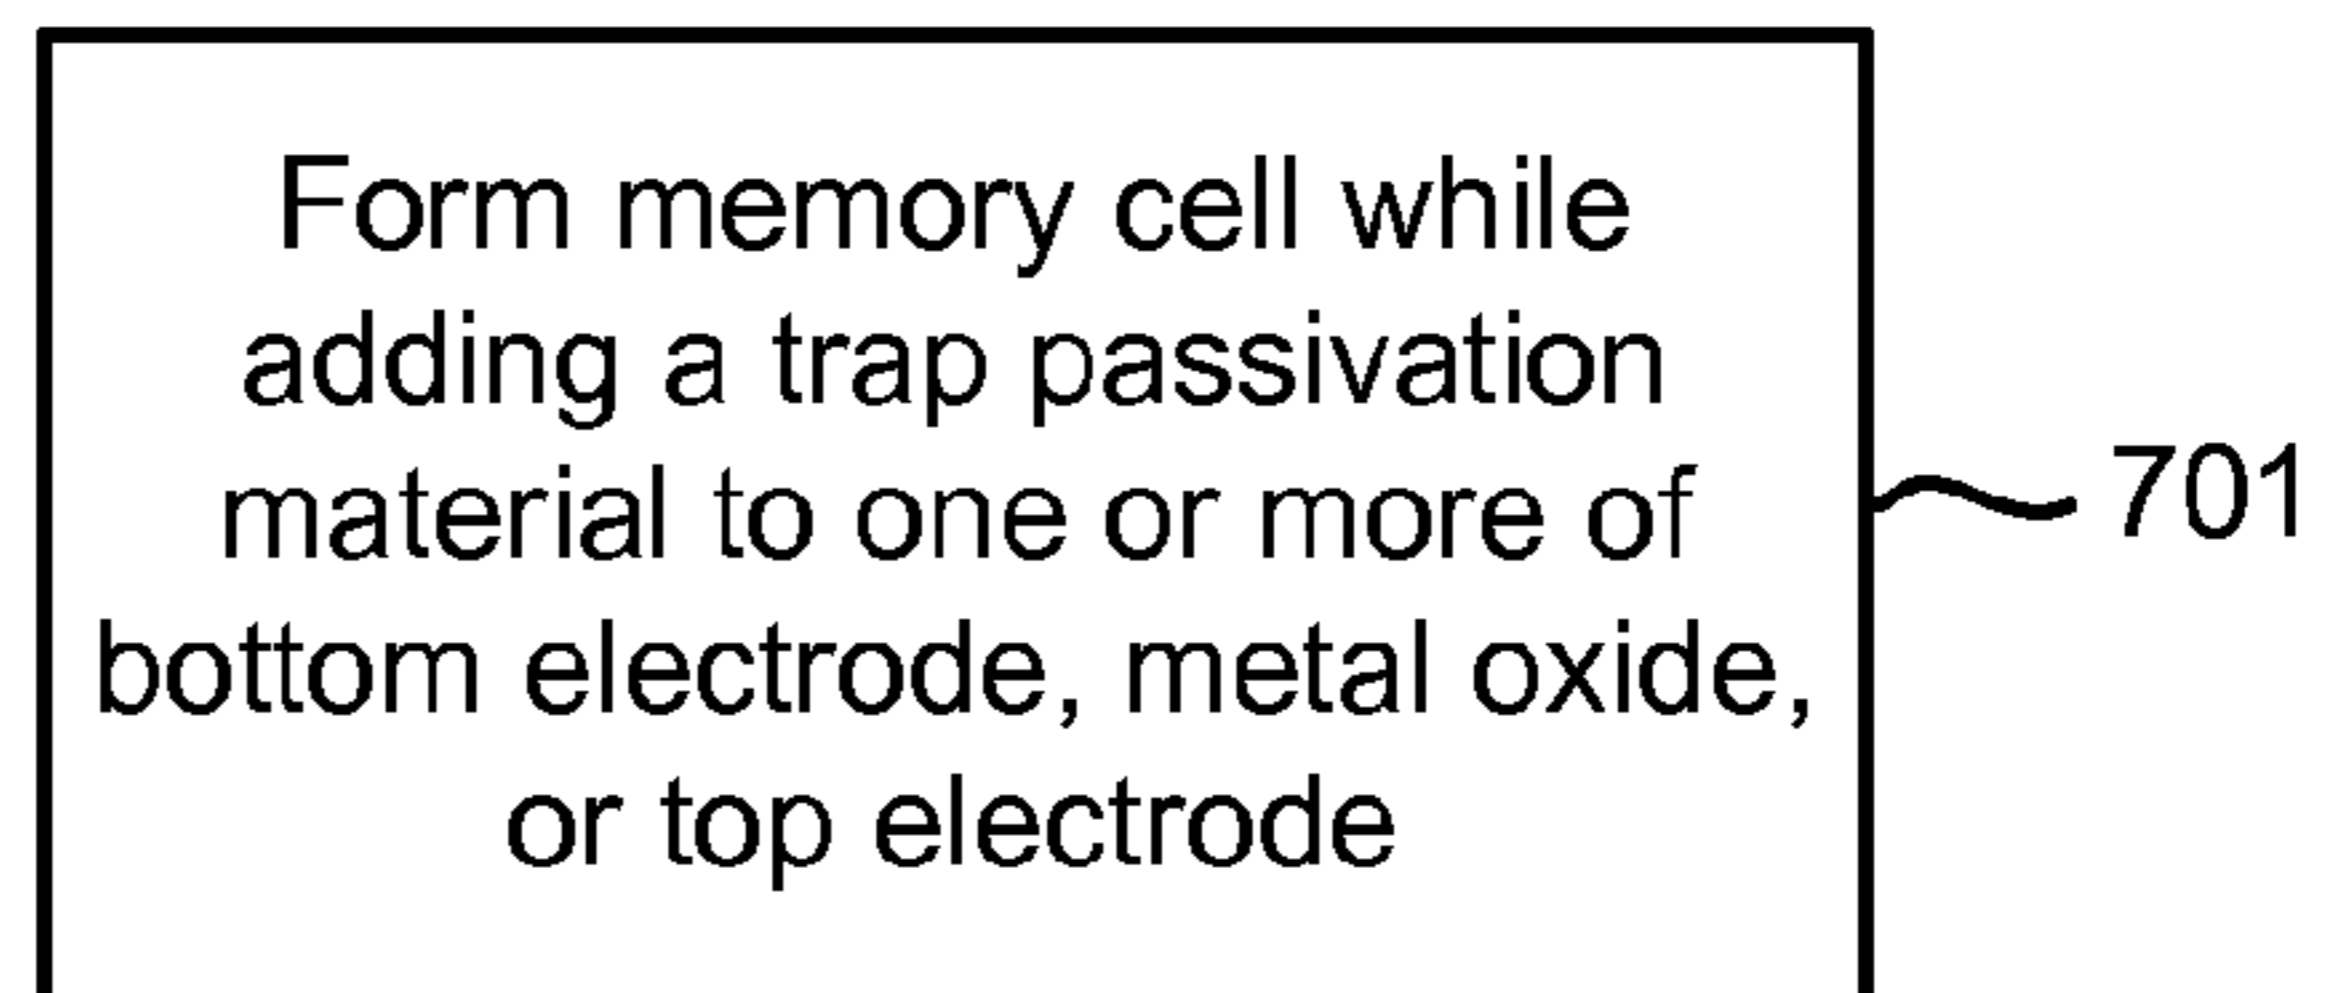 Form memory cell while
adding a trap passivation
material to one or more of
bottom electrode, metal oxide,
or top electrode
701